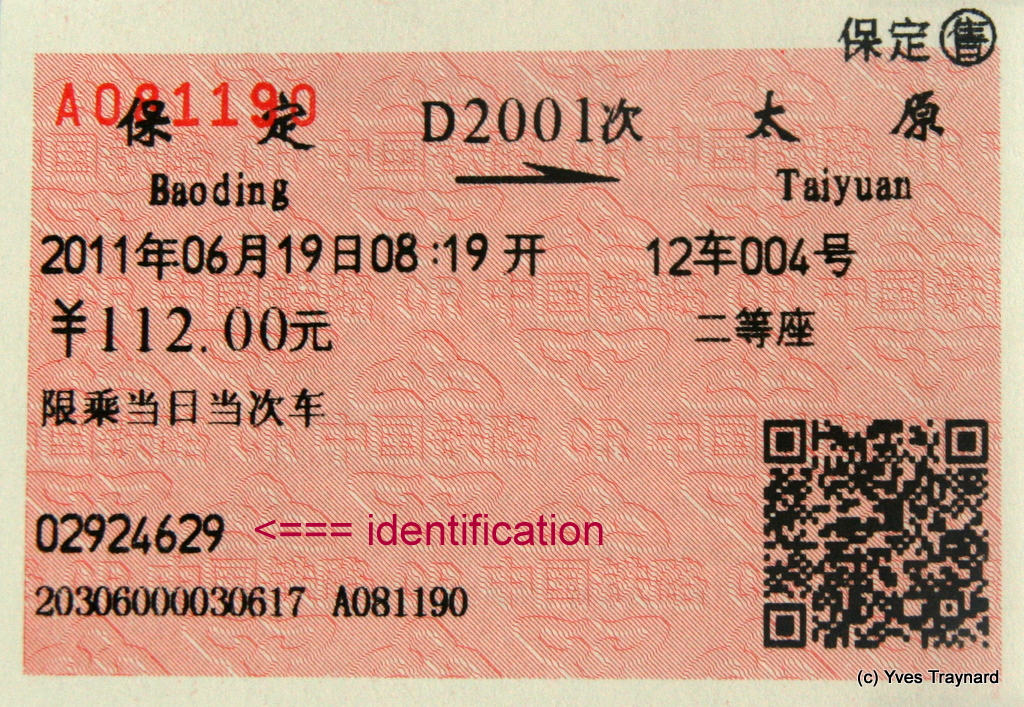 保定 售
A081190
保定 D2001次 太原
Baoding Taiyuan
2011年06月19日08:19开 12车004号
¥112.00元 二等座
限乘当日当次车
02924629 <=== identification
20306000030617 A081190
(c) Yves Traynard